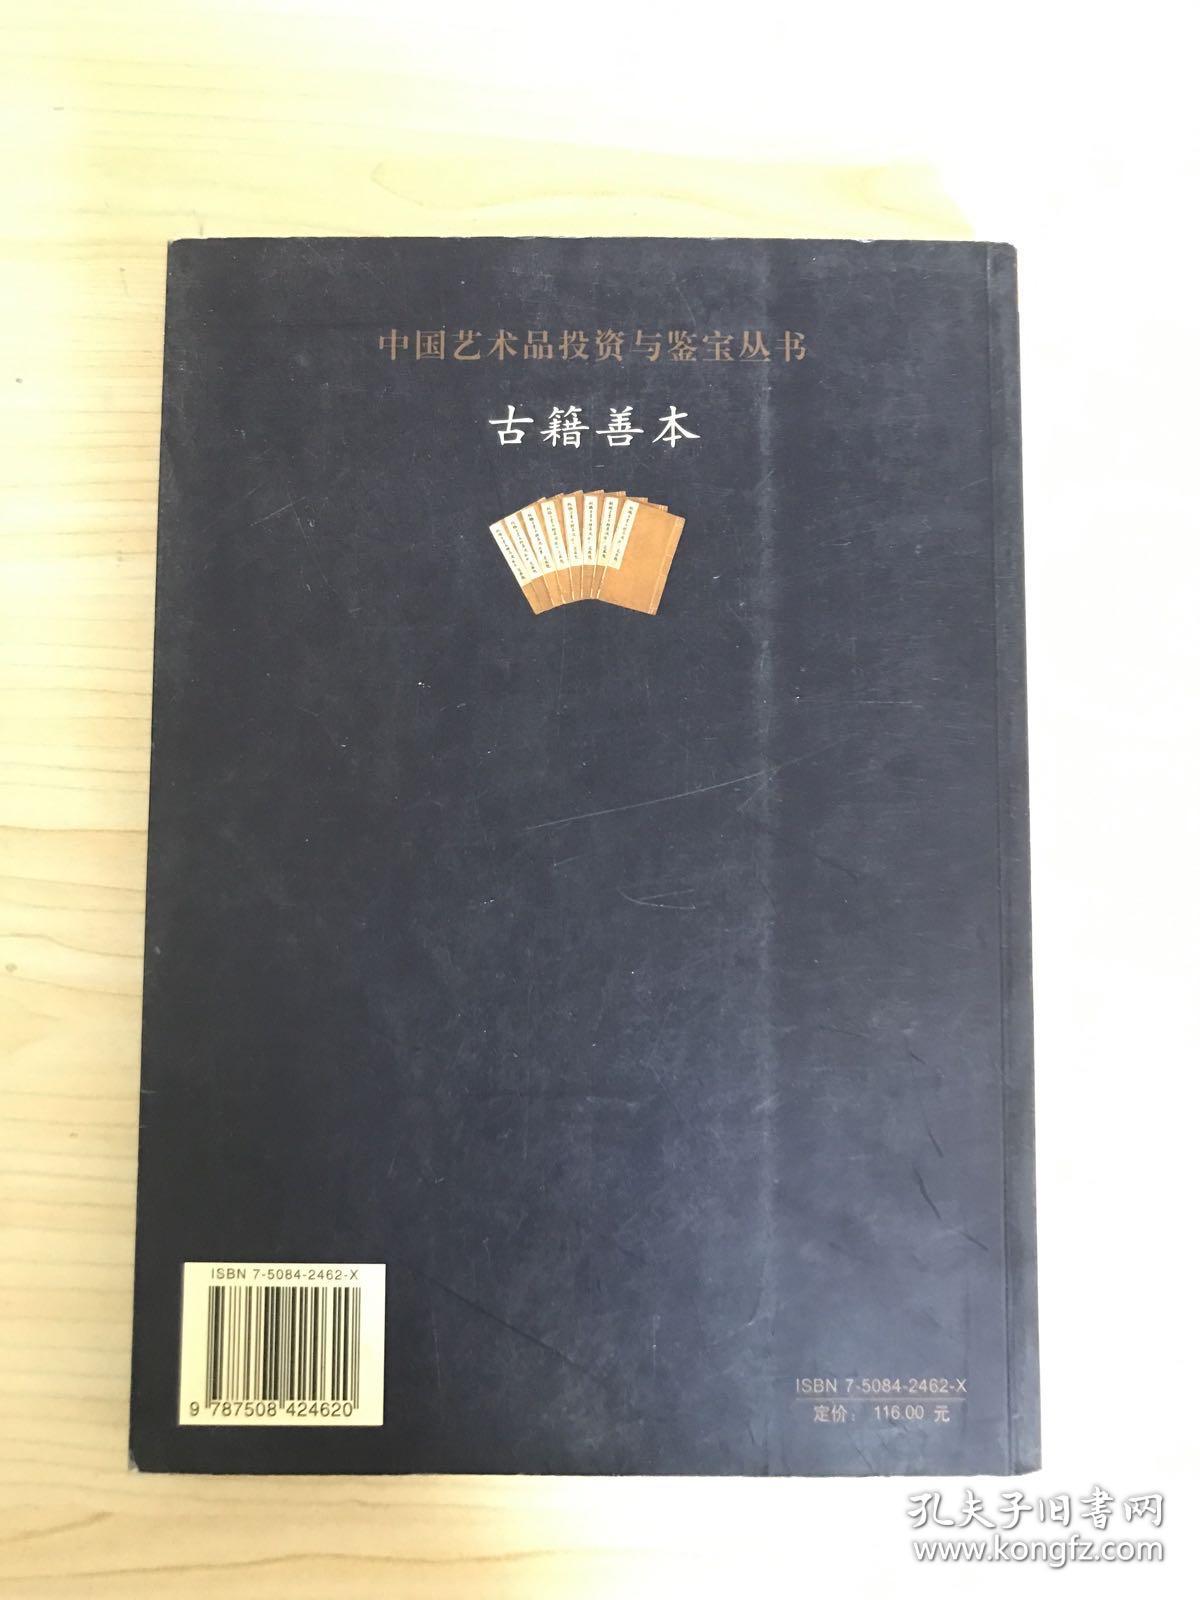 中国艺术品投资与鉴宝丛书
古籍善本
ISBN 7-5084-2462-X
9 787508 424620
ISBN 7-5084-2462-X
定价： 116.00 元
孔夫子旧書网
www.kongfz.com